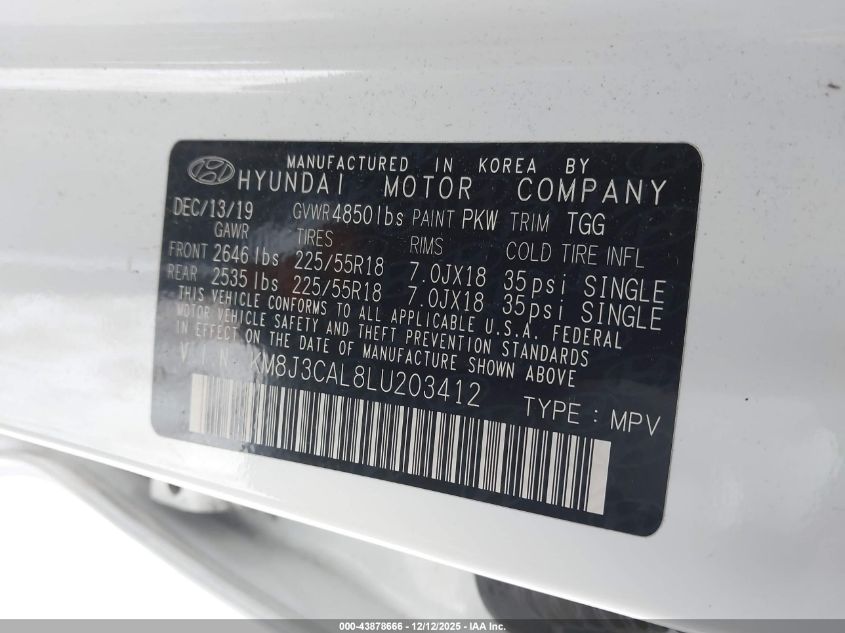 MANUFACTURED IN KOREA BY
HYUNDAI MOTOR COMPANY
DEC/13/19 GVWR 4850lbs PAINT PKW TRIM TGG
GAWR TIRES RIMS COLD TIRE INFL
FRONT 2646 lbs 225/55R18 7.0JX18 35psi SINGLE
REAR 2535 lbs 225/55R18 7.0JX18 35psi SINGLE
THIS VEHICLE CONFORMS TO ALL APPLICABLE U.S.A. FEDERAL
MOTOR VEHICLE SAFETY AND THEFT PREVENTION STANDARDS
IN EFFECT ON THE DATE OF MANUFACTURE SHOWN ABOVE
VIN KM8J3CAL8LU203412
TYPE : MPV
000-43878666 - 12/12/2025 - IAA Inc.